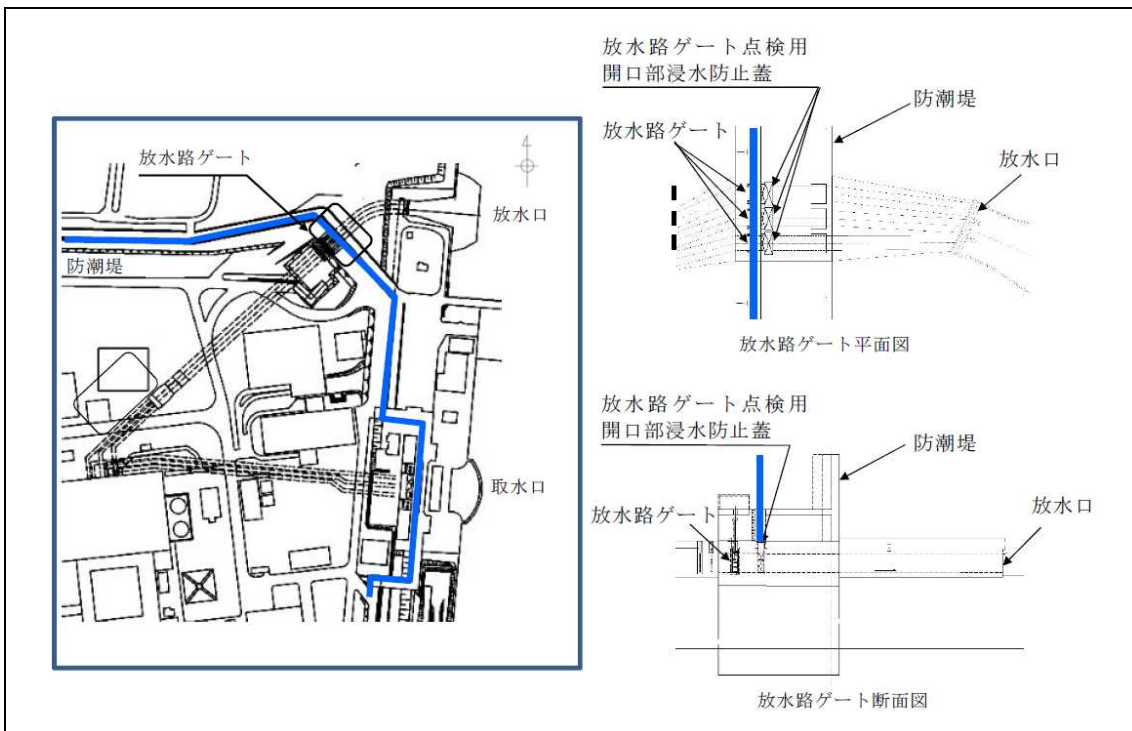 放水路ゲート
放水口
防潮堤
取水口
放水路ゲート点検用
開口部浸水防止蓋
防潮堤
放水路ゲート
放水口
放水路ゲート平面図
放水路ゲート点検用
開口部浸水防止蓋
防潮堤
放水路ゲート
放水口
放水路ゲート断面図